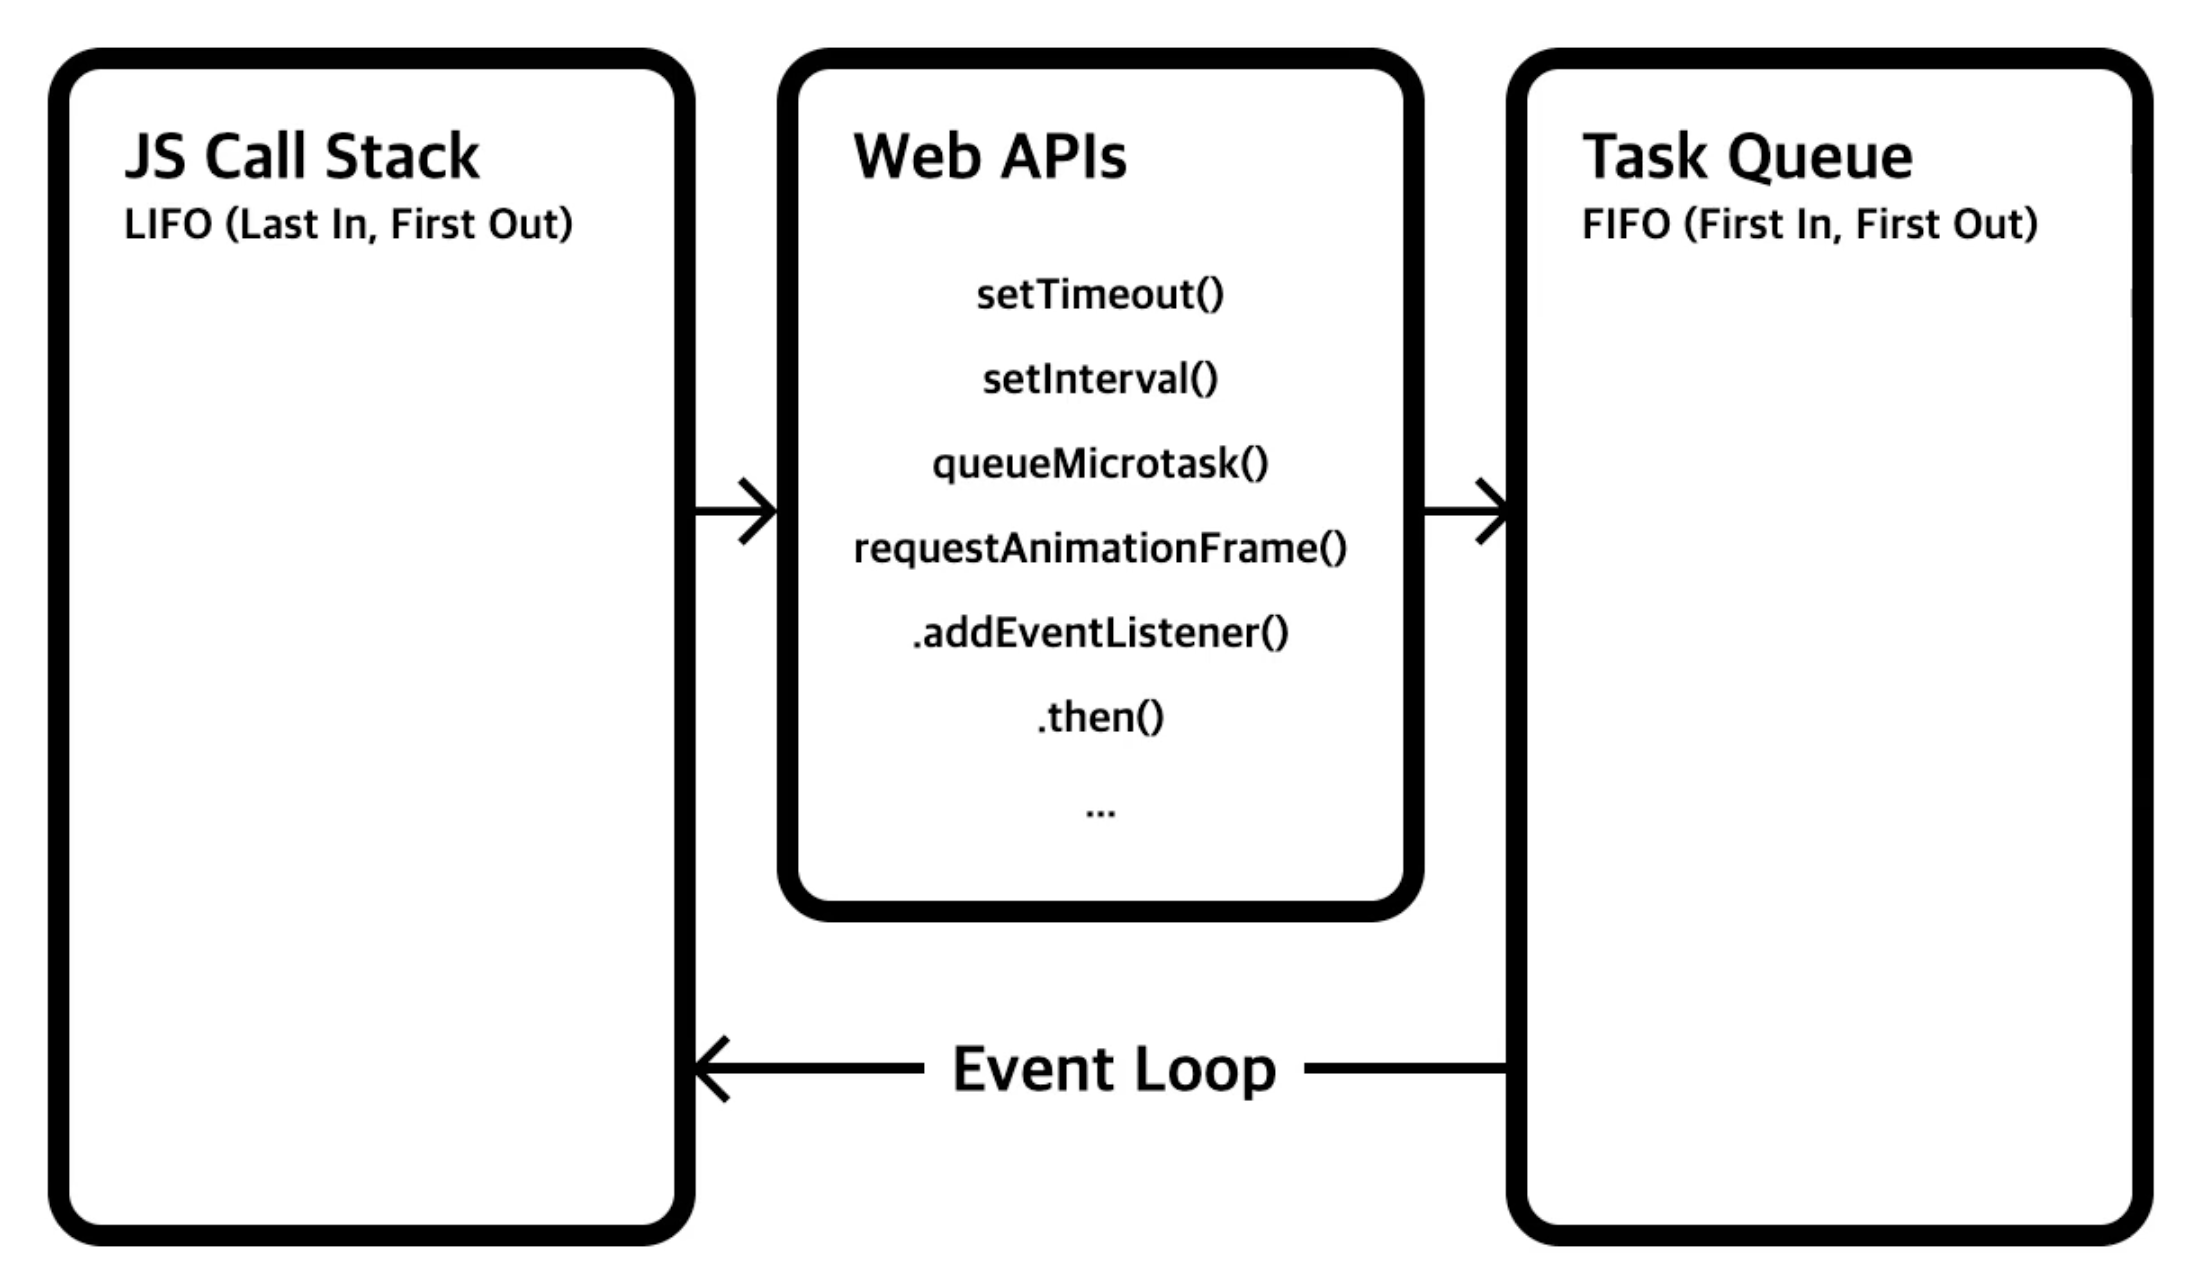 JS Call Stack
LIFO (Last In, First Out)
Web APIs
setTimeout()
setInterval()
queueMicrotask()
requestAnimationFrame()
.addEventListener()
.then()
...
Task Queue
FIFO (First In, First Out)
Event Loop